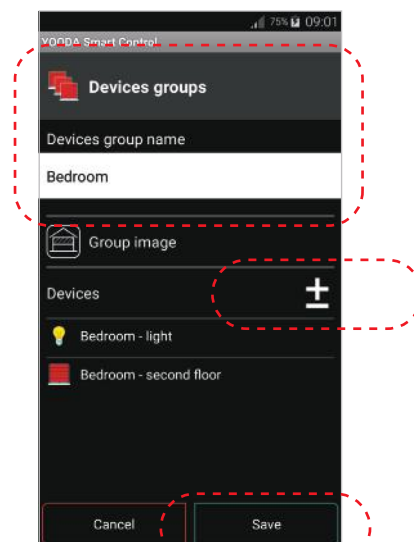 75% 09:01
YOODA Smart Control
Devices groups
Devices group name
Bedroom
Group image
Devices ±
Bedroom - light
Bedroom - second floor
Cancel Save